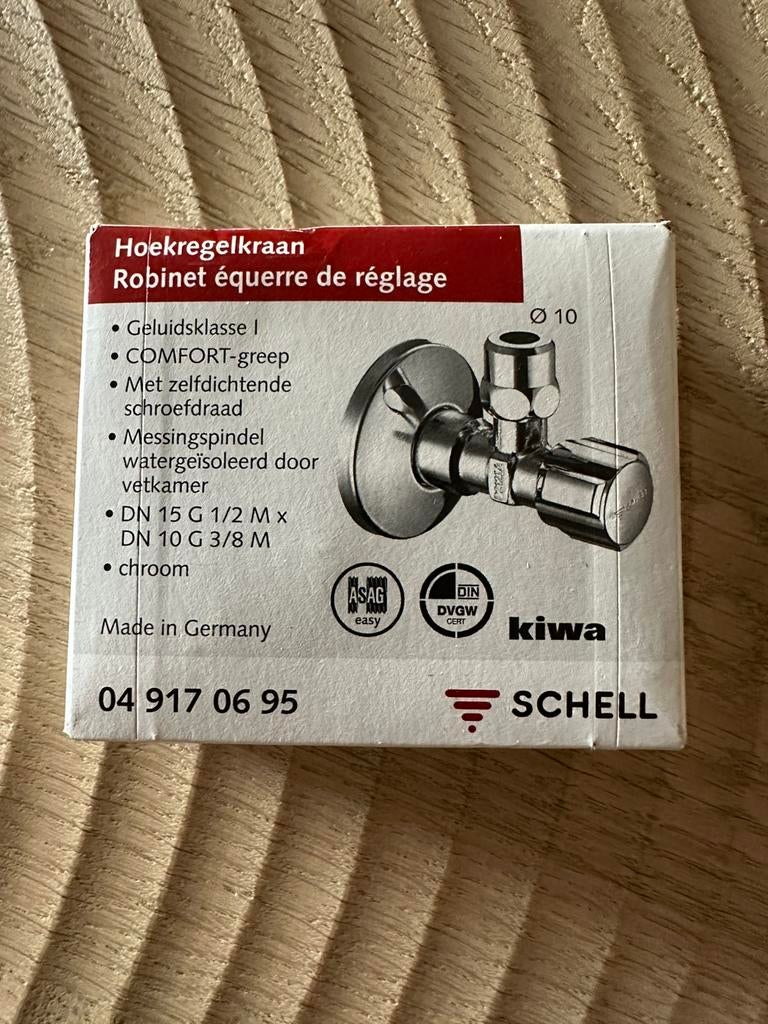 Hoekregelkraan
Robinet équerre de réglage
• Geluidsklasse I
• COMFORT-greep
• Met zelfdichtende
schroefdraad
• Messingspindel
watergeïsoleerd door
vetkamer
• DN 15 G 1/2 M x
DN 10 G 3/8 M
• chroom
Ø 10
ASAG
easy
DIN
DVGW
CERT
kiwa
Made in Germany
04 917 06 95
SCHELL